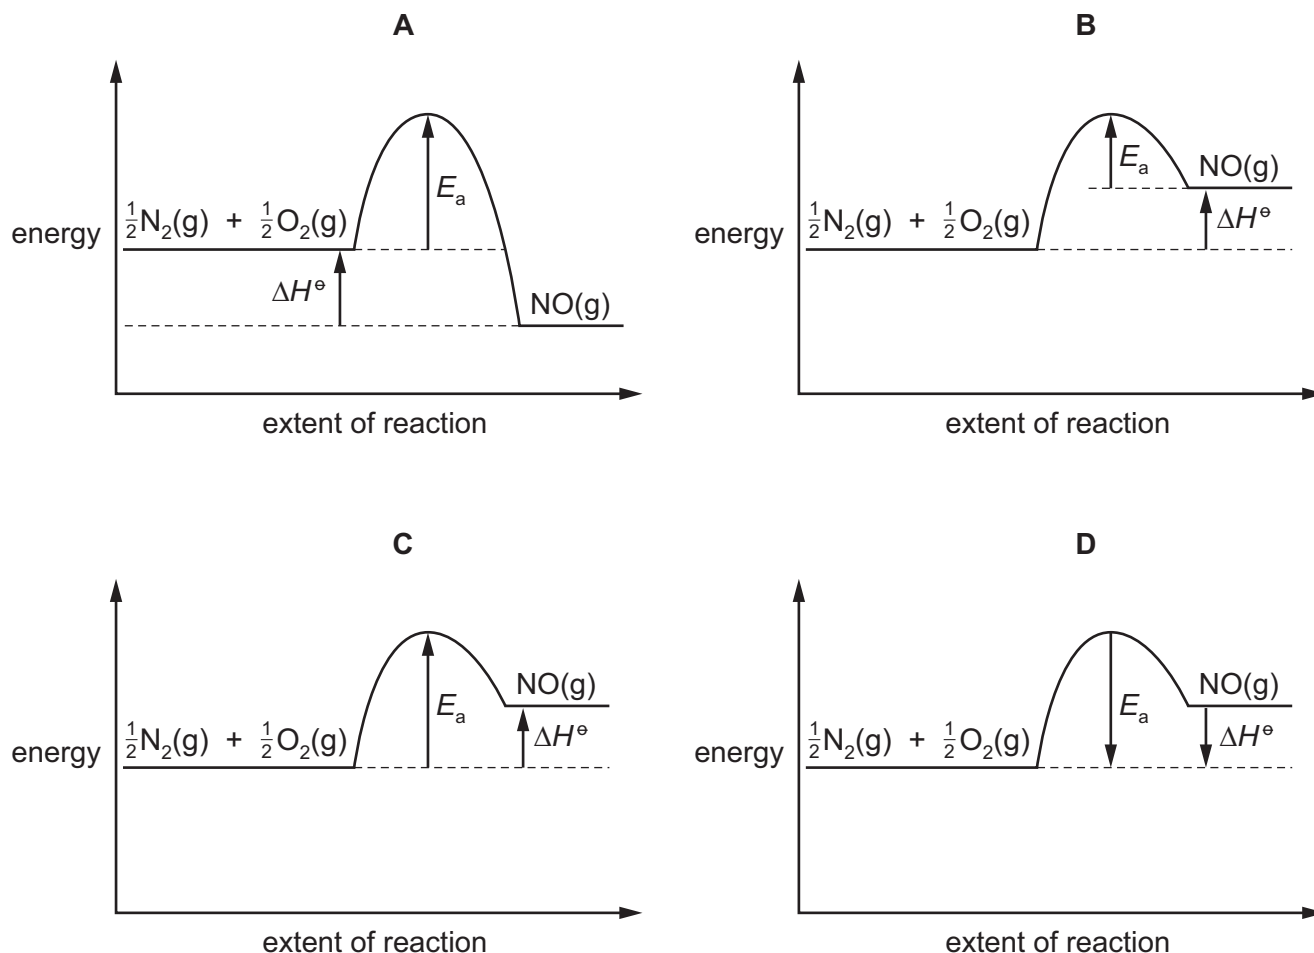 A
energy
½N₂(g) + ½O₂(g)
Eₐ
ΔH⦵
NO(g)
extent of reaction
B
energy
½N₂(g) + ½O₂(g)
Eₐ
NO(g)
ΔH⦵
extent of reaction
C
energy
½N₂(g) + ½O₂(g)
Eₐ
NO(g)
ΔH⦵
extent of reaction
D
energy
½N₂(g) + ½O₂(g)
Eₐ
NO(g)
ΔH⦵
extent of reaction